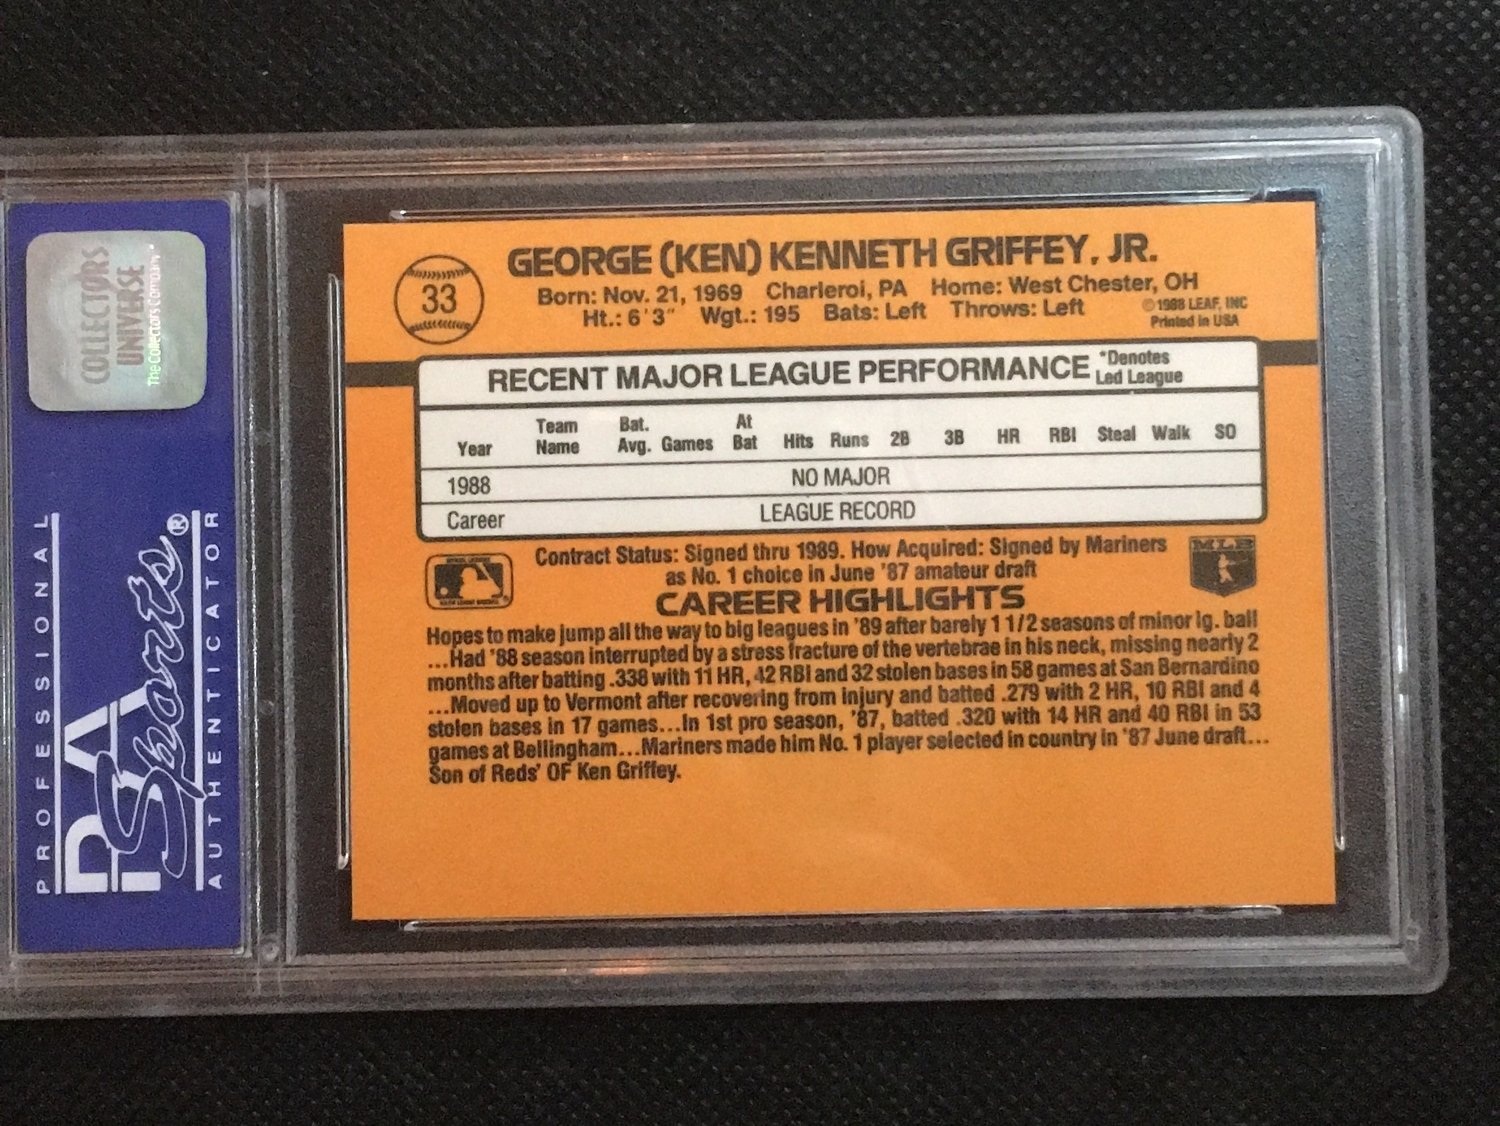 COLLECTORS
UNIVERSE
The Collectors Company™
PROFESSIONAL
PSA
Sports®
AUTHENTICATOR
33
GEORGE (KEN) KENNETH GRIFFEY, JR.
Born: Nov. 21, 1969 Charleroi, PA Home: West Chester, OH
Ht.: 6'3" Wgt.: 195 Bats: Left Throws: Left
©1988 LEAF, INC
Printed in USA
RECENT MAJOR LEAGUE PERFORMANCE *Denotes
Led League
Year Team Name Bat. Avg. Games At Bat Hits Runs 2B 3B HR RBI Steal Walk SO
1988 NO MAJOR
Career LEAGUE RECORD
Contract Status: Signed thru 1989. How Acquired: Signed by Mariners
as No. 1 choice in June '87 amateur draft
MLB
CAREER HIGHLIGHTS
Hopes to make jump all the way to big leagues in '89 after barely 1 1/2 seasons of minor lg. ball
...Had '88 season interrupted by a stress fracture of the vertebrae in his neck, missing nearly 2
months after batting .338 with 11 HR, 42 RBI and 32 stolen bases in 58 games at San Bernardino
...Moved up to Vermont after recovering from injury and batted .279 with 2 HR, 10 RBI and 4
stolen bases in 17 games...In 1st pro season, '87, batted .320 with 14 HR and 40 RBI in 53
games at Bellingham...Mariners made him No. 1 player selected in country in '87 June draft...
Son of Reds' OF Ken Griffey.